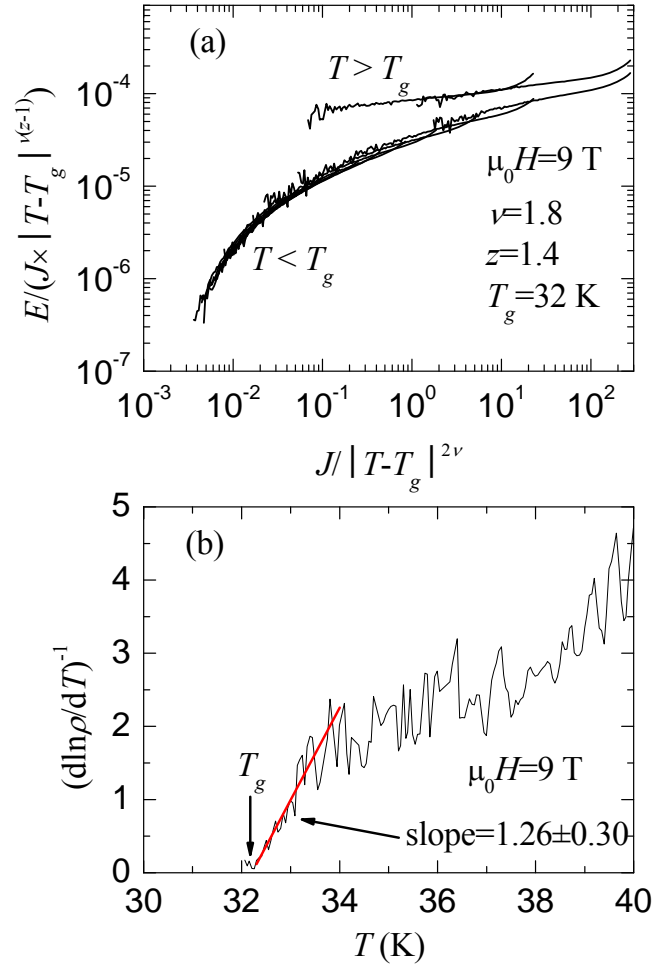 (a)
T > T_g
10^-4
10^-5
10^-6
10^-7
E/(J×|T-T_g|^ν(z-1)
μ_0H=9 T
ν=1.8
z=1.4
T_g=32 K
T < T_g
10^-3 10^-2 10^-1 10^0 10^1 10^2
J/|T-T_g|^2ν
(b)
5
4
3
2
1
0
(dlnρ/dT)^-1
T_g
μ_0H=9 T
slope=1.26±0.30
30 32 34 36 38 40
T (K)